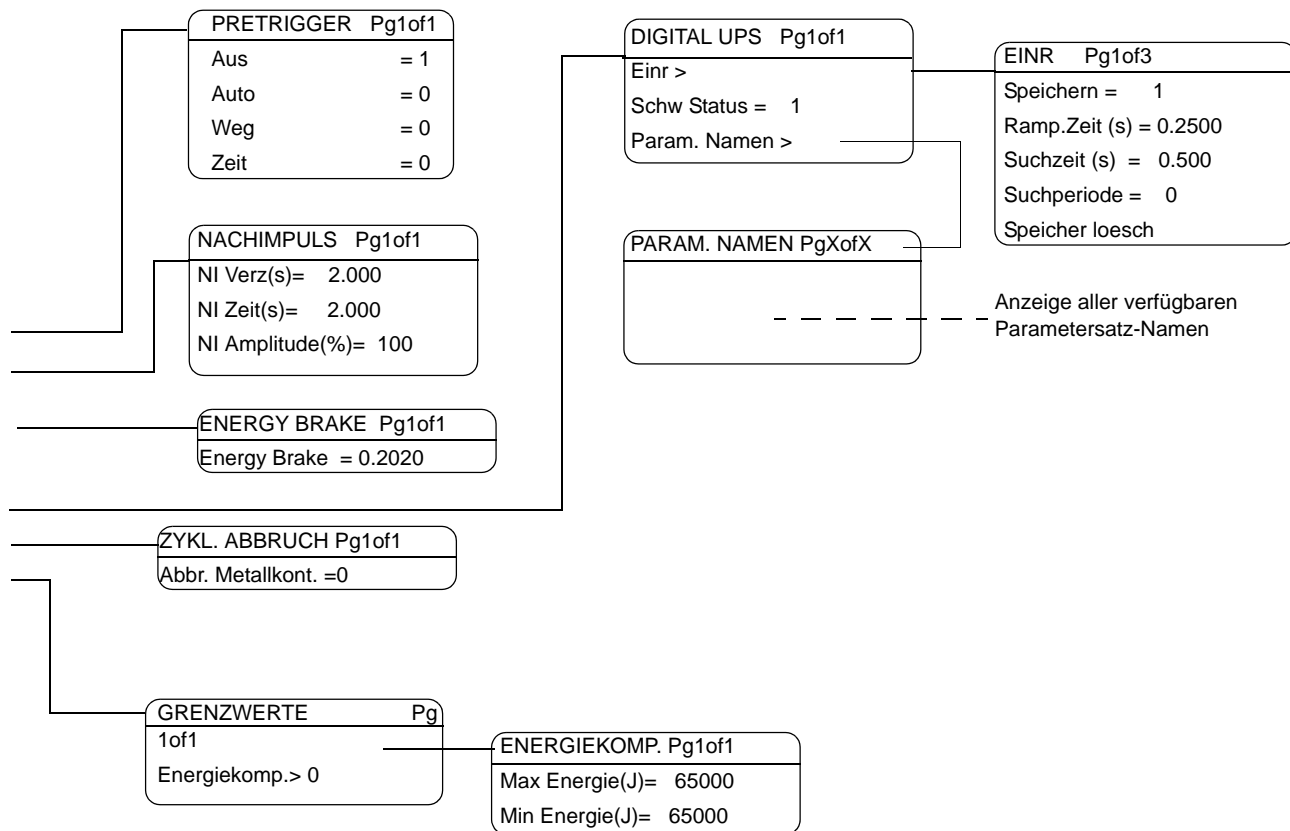 PRETRIGGER Pg1of1
Aus = 1
Auto = 0
Weg = 0
Zeit = 0
DIGITAL UPS Pg1of1
Einr >
Schw Status = 1
Param. Namen >
EINR Pg1of3
Speichern = 1
Ramp.Zeit (s) = 0.2500
Suchzeit (s) = 0.500
Suchperiode = 0
Speicher loesch
NACHIMPULS Pg1of1
NI Verz(s)= 2.000
NI Zeit(s)= 2.000
NI Amplitude(%)= 100
PARAM. NAMEN PgXofX
Anzeige aller verfügbaren
Parametersatz-Namen
ENERGY BRAKE Pg1of1
Energy Brake = 0.2020
ZYKL. ABBRUCH Pg1of1
Abbr. Metallkont. =0
GRENZWERTE Pg
1of1
Energiekomp.> 0
ENERGIEKOMP. Pg1of1
Max Energie(J)= 65000
Min Energie(J)= 65000